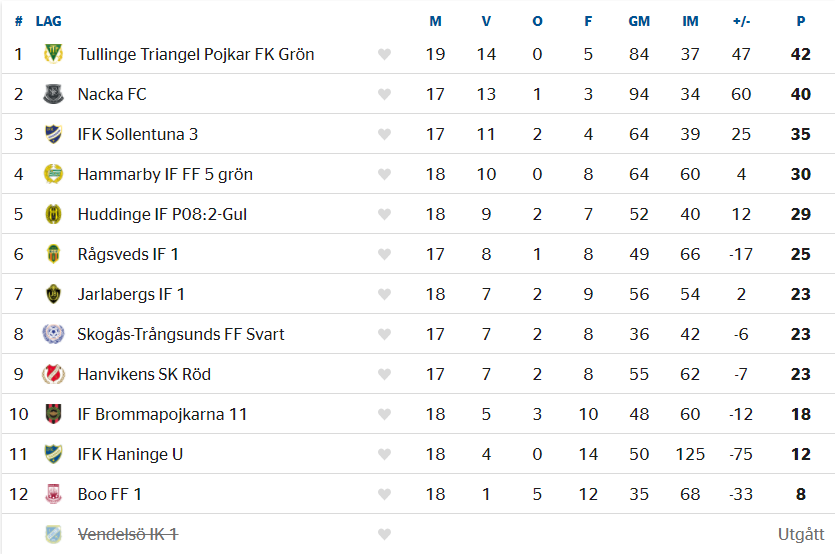 # LAG M V O F GM IM +/- P
1 Tullinge Triangel Pojkar FK Grön 19 14 0 5 84 37 47 42
2 Nacka FC 17 13 1 3 94 34 60 40
3 IFK Sollentuna 3 17 11 2 4 64 39 25 35
4 Hammarby IF FF 5 grön 18 10 0 8 64 60 4 30
5 Huddinge IF P08:2-Gul 18 9 2 7 52 40 12 29
6 Rågsveds IF 1 17 8 1 8 49 66 -17 25
7 Jarlabergs IF 1 18 7 2 9 56 54 2 23
8 Skogås-Trångsunds FF Svart 17 7 2 8 36 42 -6 23
9 Hanvikens SK Röd 17 7 2 8 55 62 -7 23
10 IF Brommapojkarna 11 18 5 3 10 48 60 -12 18
11 IFK Haninge U 18 4 0 14 50 125 -75 12
12 Boo FF 1 18 1 5 12 35 68 -33 8
Vendelsö IK 1 Utgått